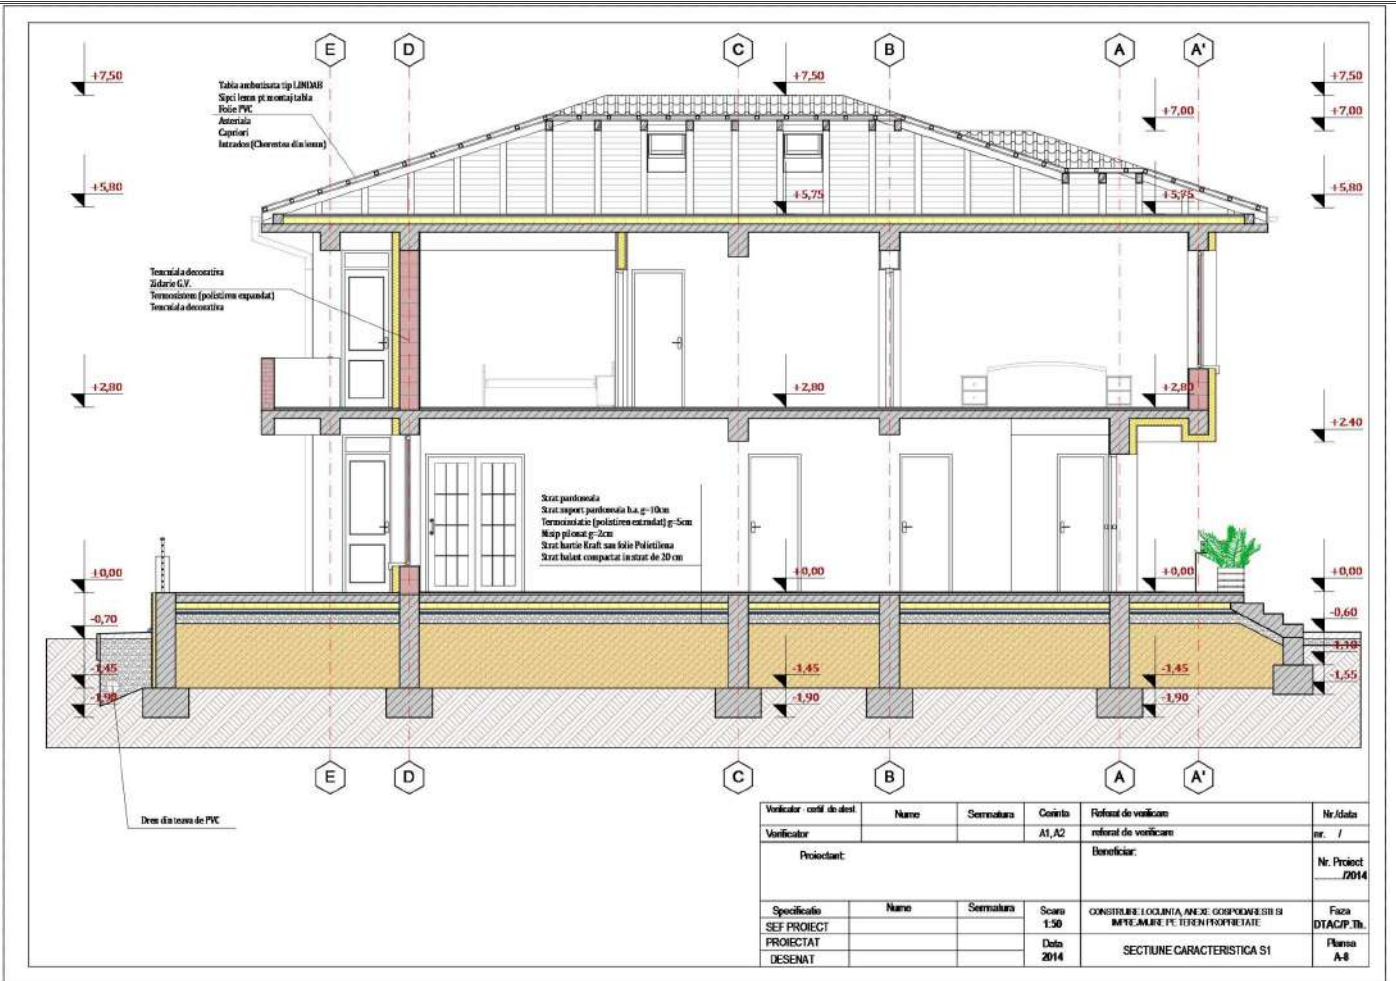 E D C B A A'
+7,50
+7,50
+7,50
+7,00
+7,00
Tabla ambutisata tip LINDAB
Sipci lemn pt montaj tabla
Folie PVC
Asteriala
Capriori
Intrados (Cherestea din lemn)
+5,80
+5,75
+5,75
+5,80
Tencuiala decorativa
Zidarie G.V.
Termosistem (polistiren expandat)
Tencuiala decorativa
+2,80
+2,80
+2,80
+2.40
Strat pardoseala
Strat suport pardoseala b.a. g=10cm
Termoizolatie (polistiren extrudat) g=5cm
Nisip pilonat g=2cm
Strat hartie Kraft sau folie Polietilena
Strat balast compactat in strat de 20 cm
+0,00
+0,00
+0,00
+0,00
-0,70
-0,60
-1,10
-1,45
-1,45
-1,45
-1,55
-1,90
-1,90
-1,90
E D C B A A'
Dren din teava de PVC
Verificator - certif. de atest. Nume Semnatura Cerinta Referat de verificare Nr./data
Verificator A1, A2 referat de verificare nr. /
Proiectant: Beneficiar: Nr. Proiect
____/2014
Specificatie Nume Semnatura Scara 1:50 CONSTRUIRE LOCUINTA, ANEXE GOSPODARESTI SI IMPREJMUIRE PE TEREN PROPRIETATE Faza
SEF PROIECT DTAC/P.Th.
PROIECTAT Data 2014 SECTIUNE CARACTERISTICA S1 Plansa
DESENAT A-8